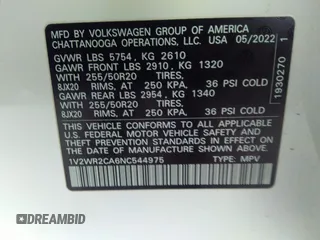 MFD BY VOLKSWAGEN GROUP OF AMERICA
CHATTANOOGA OPERATIONS, LLC. USA 05/2022
GVWR LBS 5754 , KG 2610
GAWR FRONT LBS 2910, KG 1320
WITH 255/50R20 TIRES,
8JX20 RIMS, AT 250 KPA, 36 PSI COLD
GAWR REAR LBS 2954 , KG 1340
WITH 255/50R20 TIRES,
8JX20 RIMS, AT 250 KPA, 36 PSI COLD
THIS VEHICLE CONFORMS TO ALL APPLICABLE
U.S. FEDERAL MOTOR VEHICLE SAFETY
STANDARDS IN EFFECT ON THE DATE OF
MANUFACTURE SHOWN ABOVE.
1V2WR2CA6NC544975 TYPE: MPV
1930270 1
DREAMBID